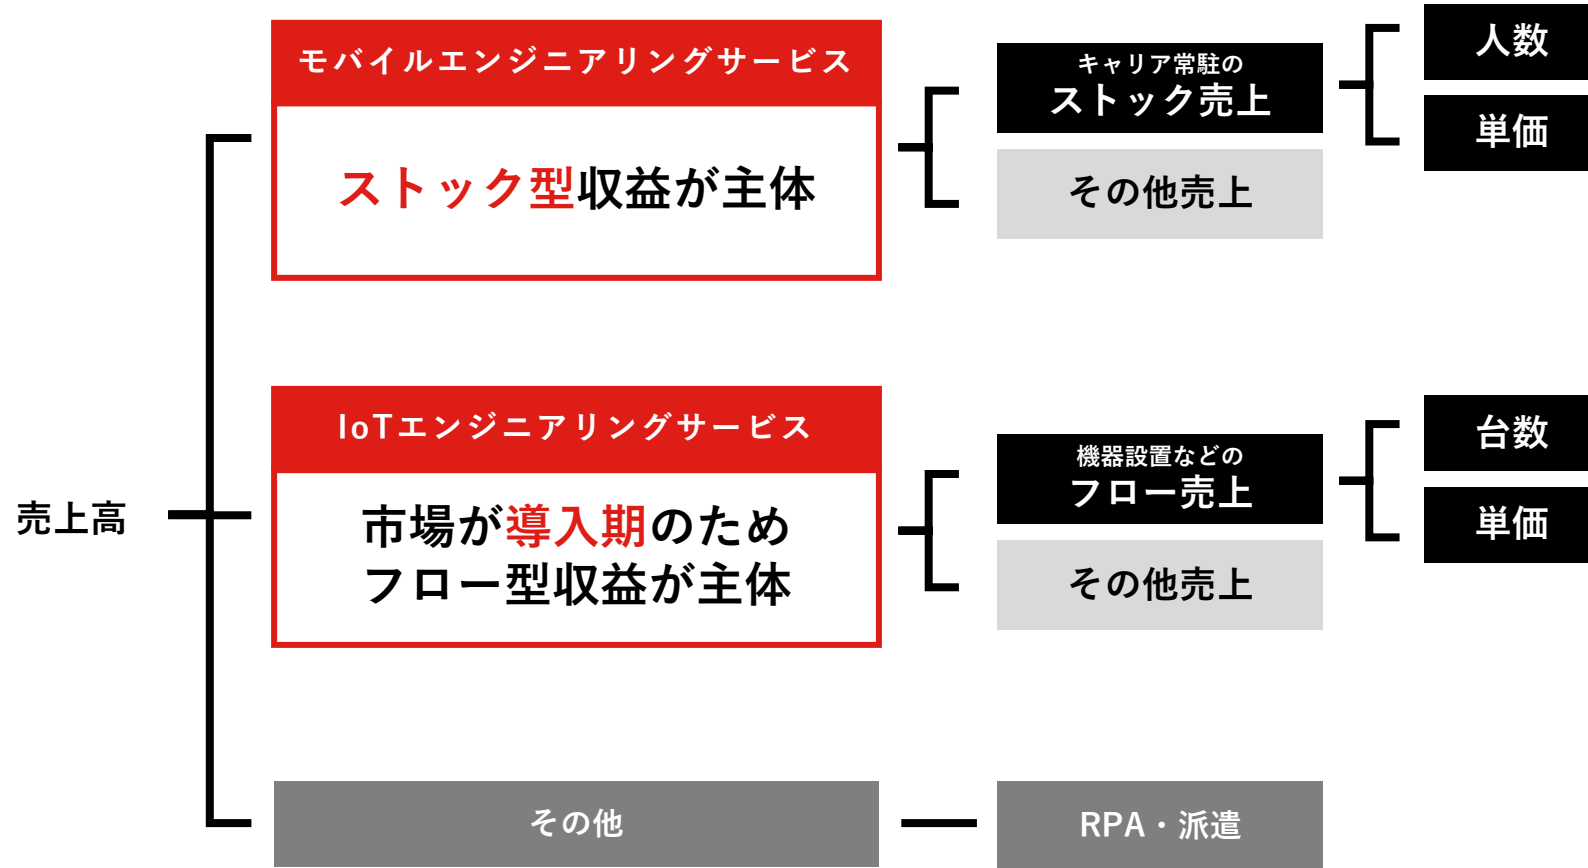 モバイルエンジニアリングサービス
ストック型収益が主体
キャリア常駐の
ストック売上
その他売上
人数
単価
売上高
IoTエンジニアリングサービス
市場が導入期のため
フロー型収益が主体
機器設置などの
フロー売上
その他売上
台数
単価
その他
RPA・派遣